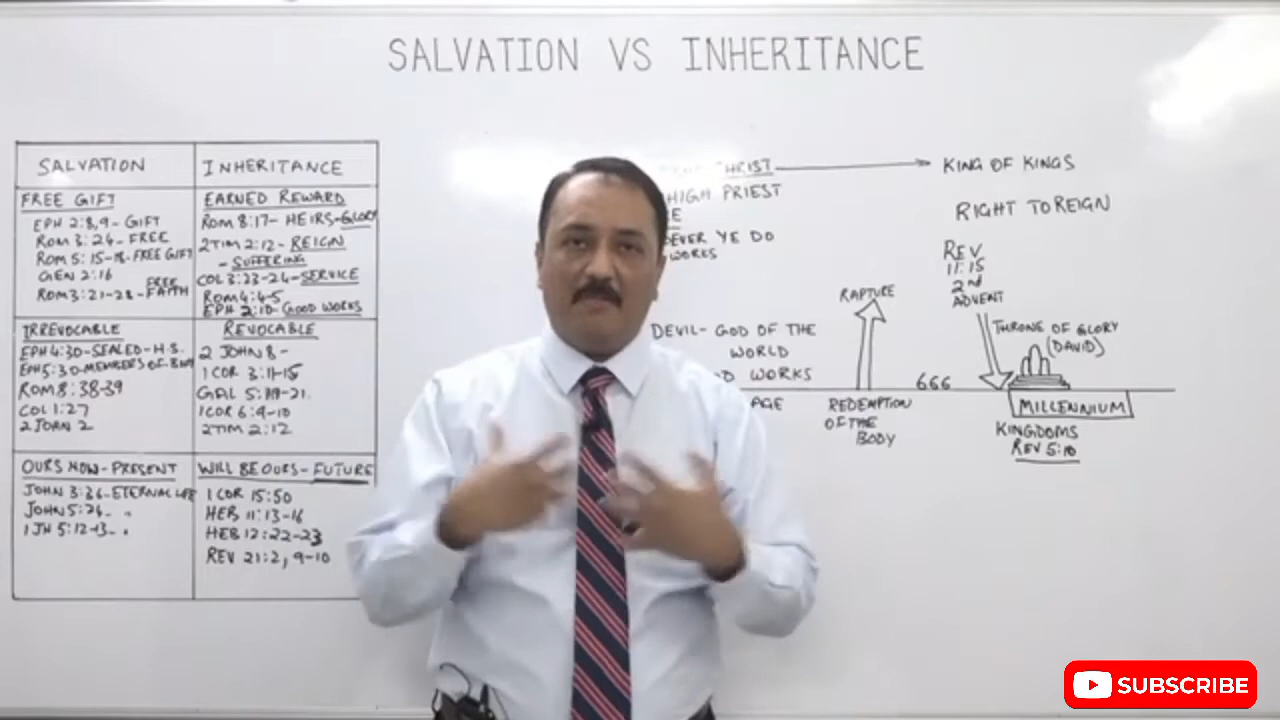 SALVATION VS INHERITANCE
SALVATION
INHERITANCE
FREE GIFT
EPH 2:8,9- GIFT
ROM 3:24- FREE
ROM 5:15-18- FREE GIFT
GEN 2:16
ROM 3:21-28- FREE FAITH
EARNED REWARD
ROM 8:17- HEIRS-GLORY
2 TIM 2:12- REIGN
- SUFFERING
COL 3:23-24- SERVICE
ROM 4:4-5
EPH 2:10-GOOD WORKS
IRREVOCABLE
EPH 4:30-SEALED-H.S.
EPH 5:30-MEMBERS OF BODY
ROM 8:38-39
COL 1:27
2 JOHN 2
REVOCABLE
2 JOHN 8-
1 COR 3:11-15
GAL 5:19-21
1 COR 6:9-10
2 TIM 2:12
OURS NOW-PRESENT
JOHN 3:36-ETERNAL LIFE
JOHN 5:24- "
1 JN 5:12-13- "
WILL BE OURS-FUTURE
1 COR 15:50
HEB 11:13-16
HEB 12:22-23
REV 21:2, 9-10
CHRIST
KING OF KINGS
HIGH PRIEST
YE DO
WORKS
RIGHT TO REIGN
REV
11:15
2nd
ADVENT
RAPTURE
THRONE OF GLORY
(DAVID)
DEVIL- GOD OF THE
WORLD
WORKS
666
AGE
REDEMPTION
OF THE
BODY
MILLENNIUM
KINGDOMS
REV 5:10
SUBSCRIBE